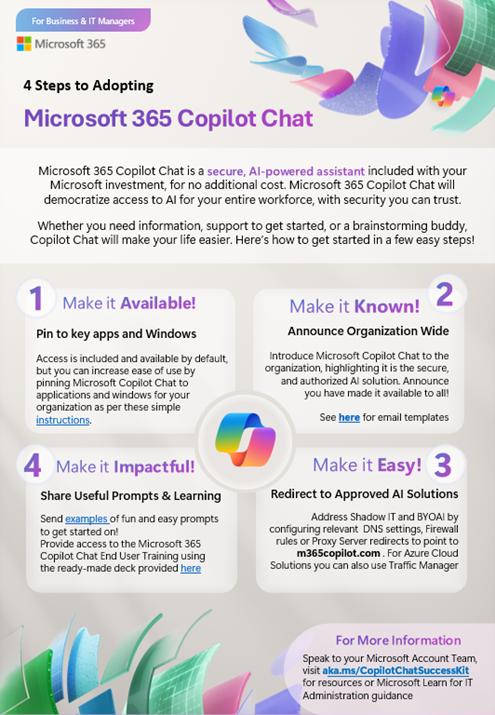 For Business & IT Managers
Microsoft 365
4 Steps to Adopting
Microsoft 365 Copilot Chat
Microsoft 365 Copilot Chat is a secure, AI-powered assistant included with your
Microsoft investment, for no additional cost. Microsoft 365 Copilot Chat will
democratize access to AI for your entire workforce, with security you can trust.
Whether you need information, support to get started, or a brainstorming buddy,
Copilot Chat will make your life easier. Here's how to get started in a few easy steps!
1 Make it Available!
Pin to key apps and Windows
Access is included and available by default,
but you can increase ease of use by
pinning Microsoft Copilot Chat to
applications and windows for your
organization as per these simple
instructions.
Make it Known! 2
Announce Organization Wide
Introduce Microsoft Copilot Chat to the
organization, highlighting it is the secure,
and authorized AI solution. Announce
you have made it available to all!
See here for email templates
Make it Easy! 3
Redirect to Approved AI Solutions
Address Shadow IT and BYOAI by
configuring relevant DNS settings, Firewall
rules or Proxy Server redirects to point to
m365copilot.com . For Azure Cloud
Solutions you can also use Traffic Manager
4 Make it Impactful!
Share Useful Prompts & Learning
Send examples of fun and easy prompts
to get started on!
Provide access to the Microsoft 365
Copilot Chat End User Training using
the ready-made deck provided here
For More Information
Speak to your Microsoft Account Team,
visit aka.ms/CopilotChatSuccessKit
for resources or Microsoft Learn for IT
Administration guidance